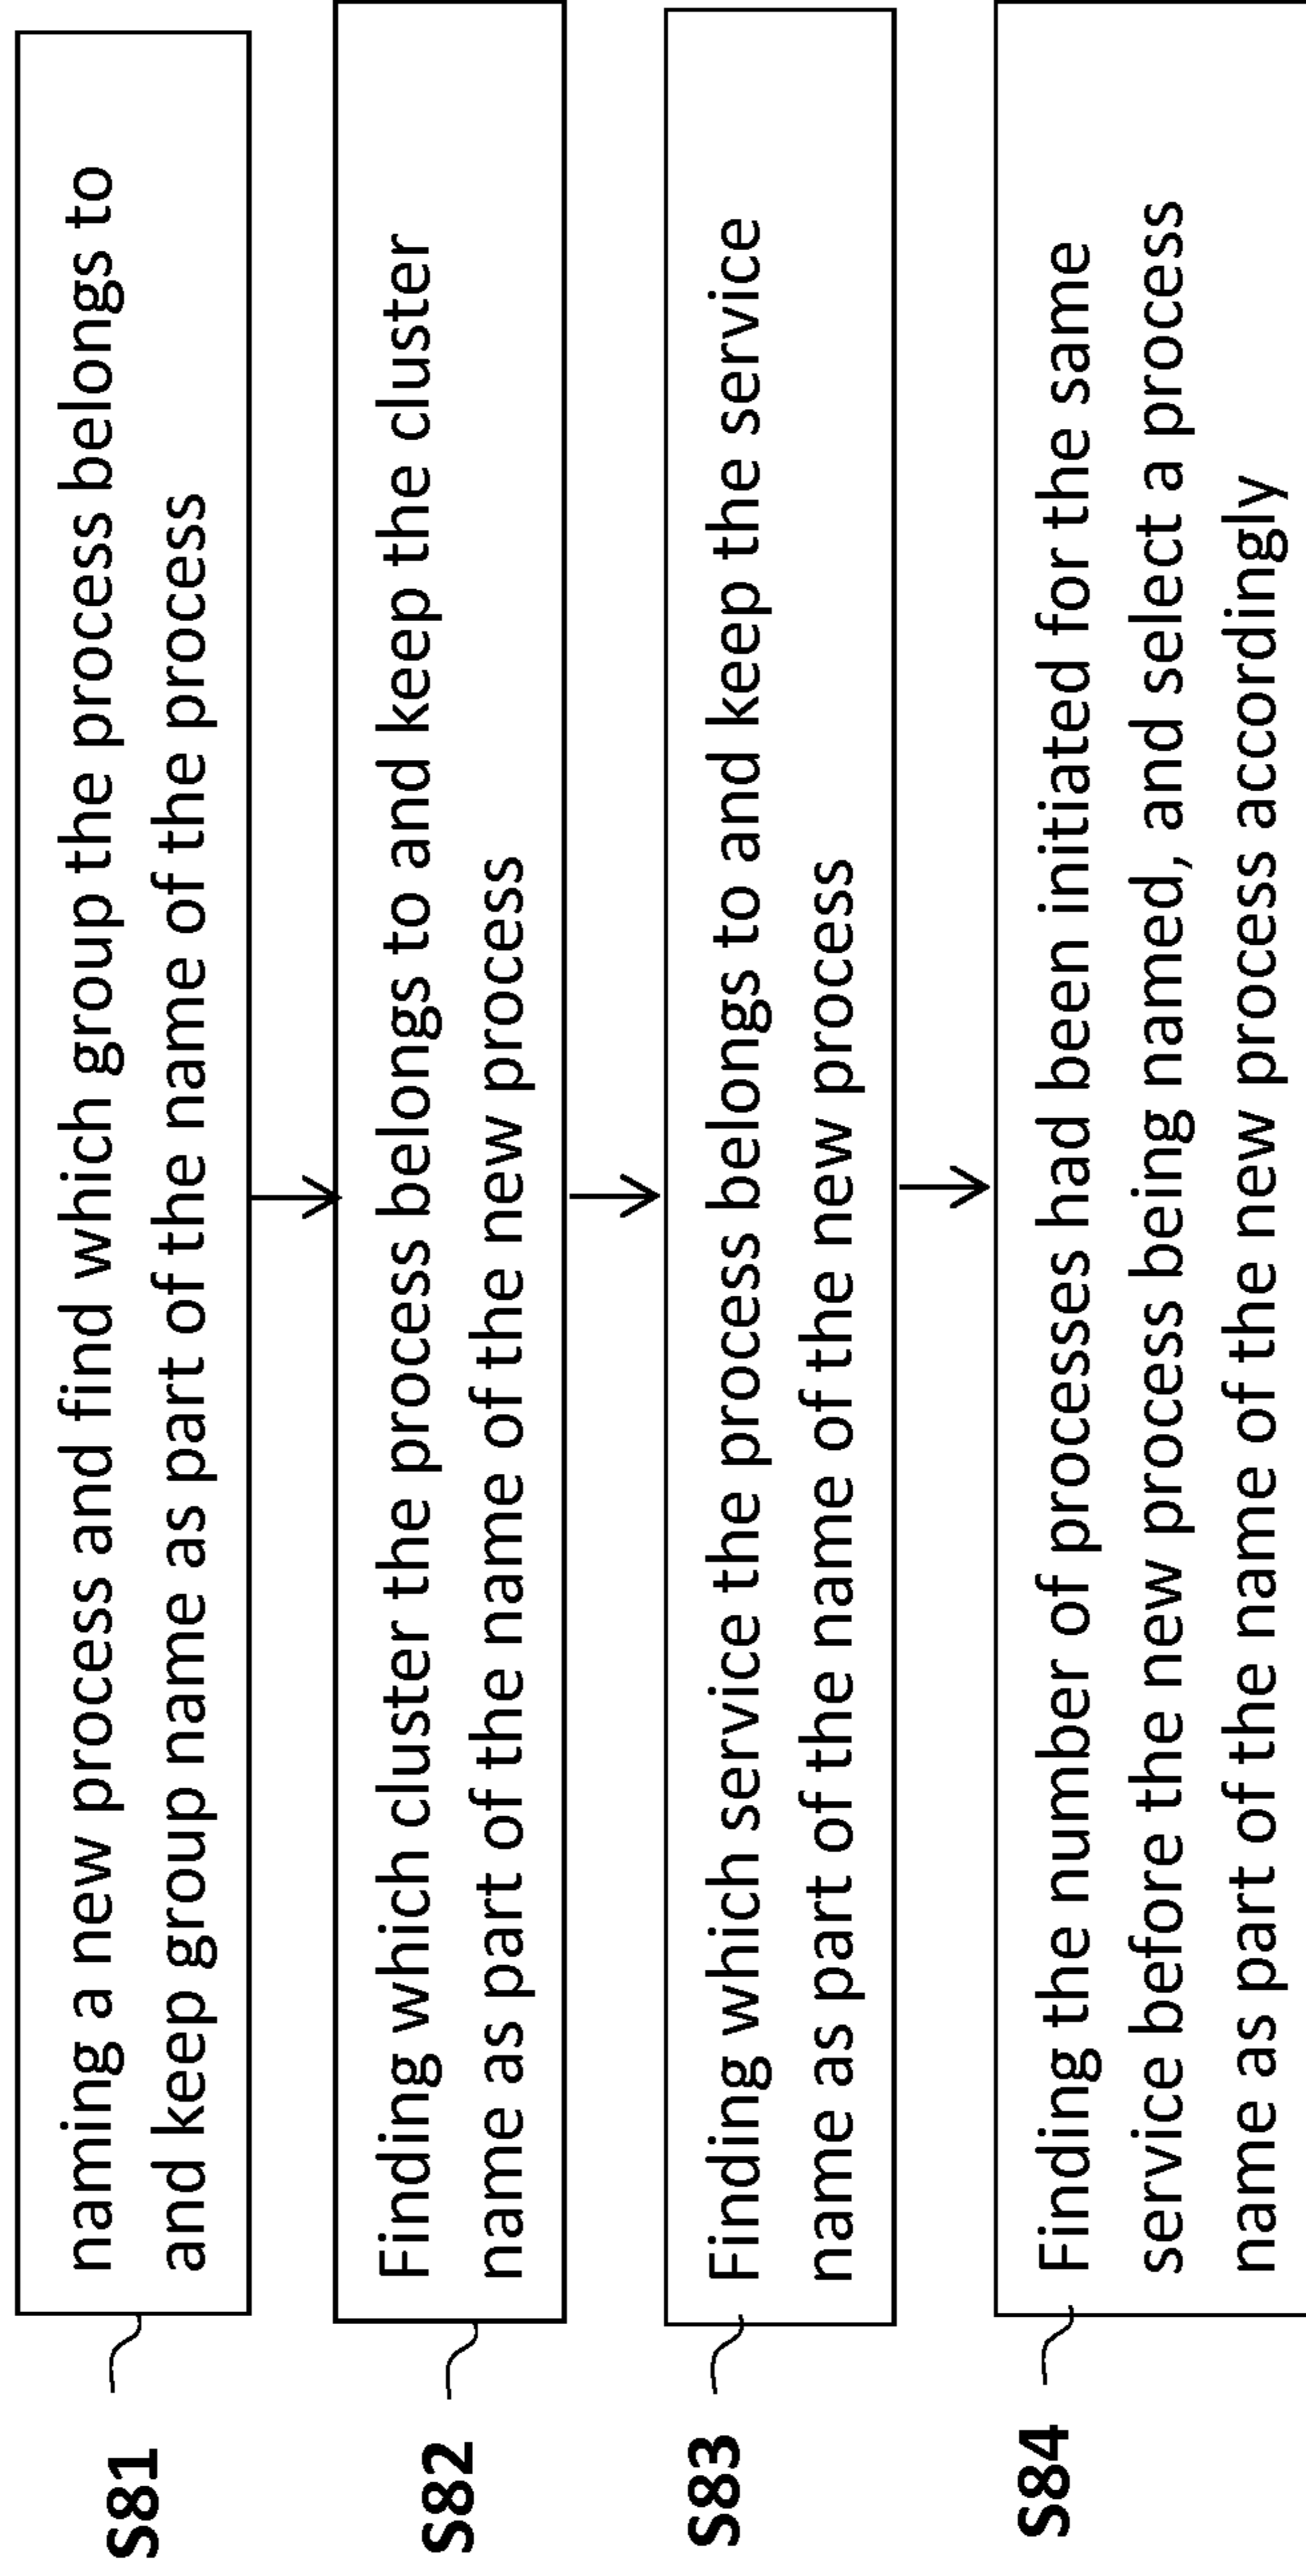 S81
naming a new process and find which group the process belongs to
and keep group name as part of the name of the process
S82
Finding which cluster the process belongs to and keep the cluster
name as part of the name of the new process
S83
Finding which service the process belongs to and keep the service
name as part of the name of the new process
S84
Finding the number of processes had been initiated for the same
service before the new process being named, and select a process
name as part of the name of the new process accordingly